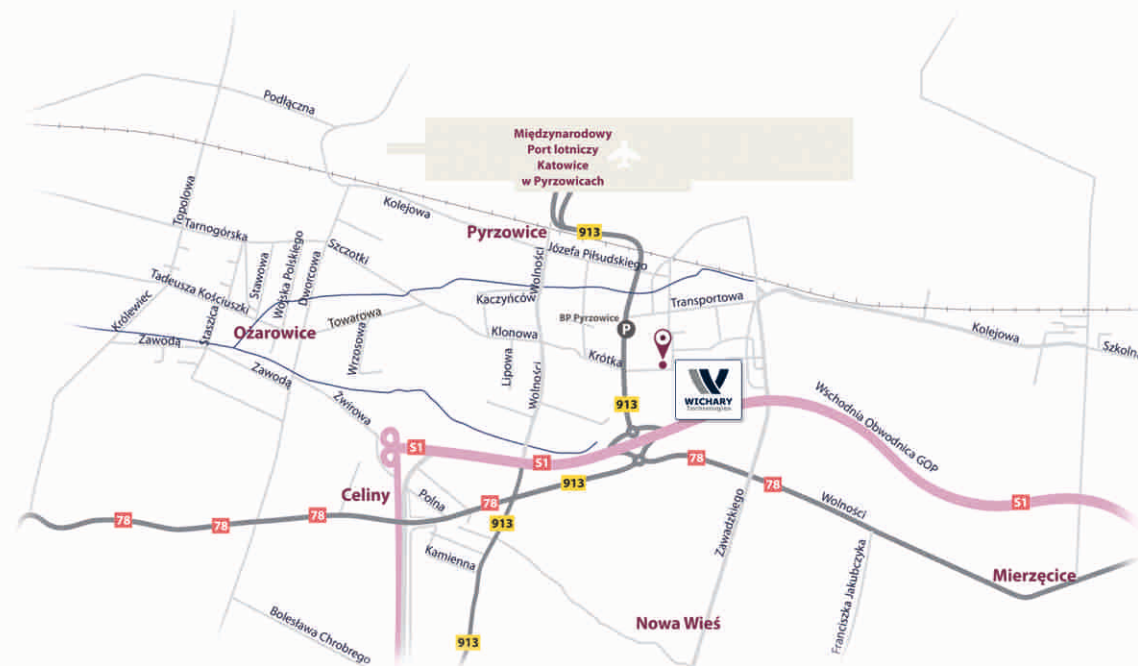 Podłączna
Międzynarodowy
Port lotniczy
Katowice
w Pyrzowicach
Topolowa
Kolejowa
Tarnogórska
Pyrzowice
913
Szczotki
Józefa Piłsudskiego
Wojska Polskiego
Dworcowa
Stawowa
Wolności
Tadeusza Kościuszki
Kaczyńców
Transportowa
Królewiec
Staszica
Towarowa
BP Pyrzowice
P
Ożarowice
Klonowa
Kolejowa
Zawodą
Wrzosowa
Krótka
Szkolna
Lipowa
Zawodą
Wolności
WICHARY
Technologies
Żwirowa
913
Wschodnia Obwodnica GOP
S1
S1
78
913
78
Celiny
Polna
78
S1
Wolności
78
78
78
913
Zawadzkiego
Kamienna
Franciszka Jakubczyka
Mierzęcice
Nowa Wieś
Bolesława Chrobrego
913